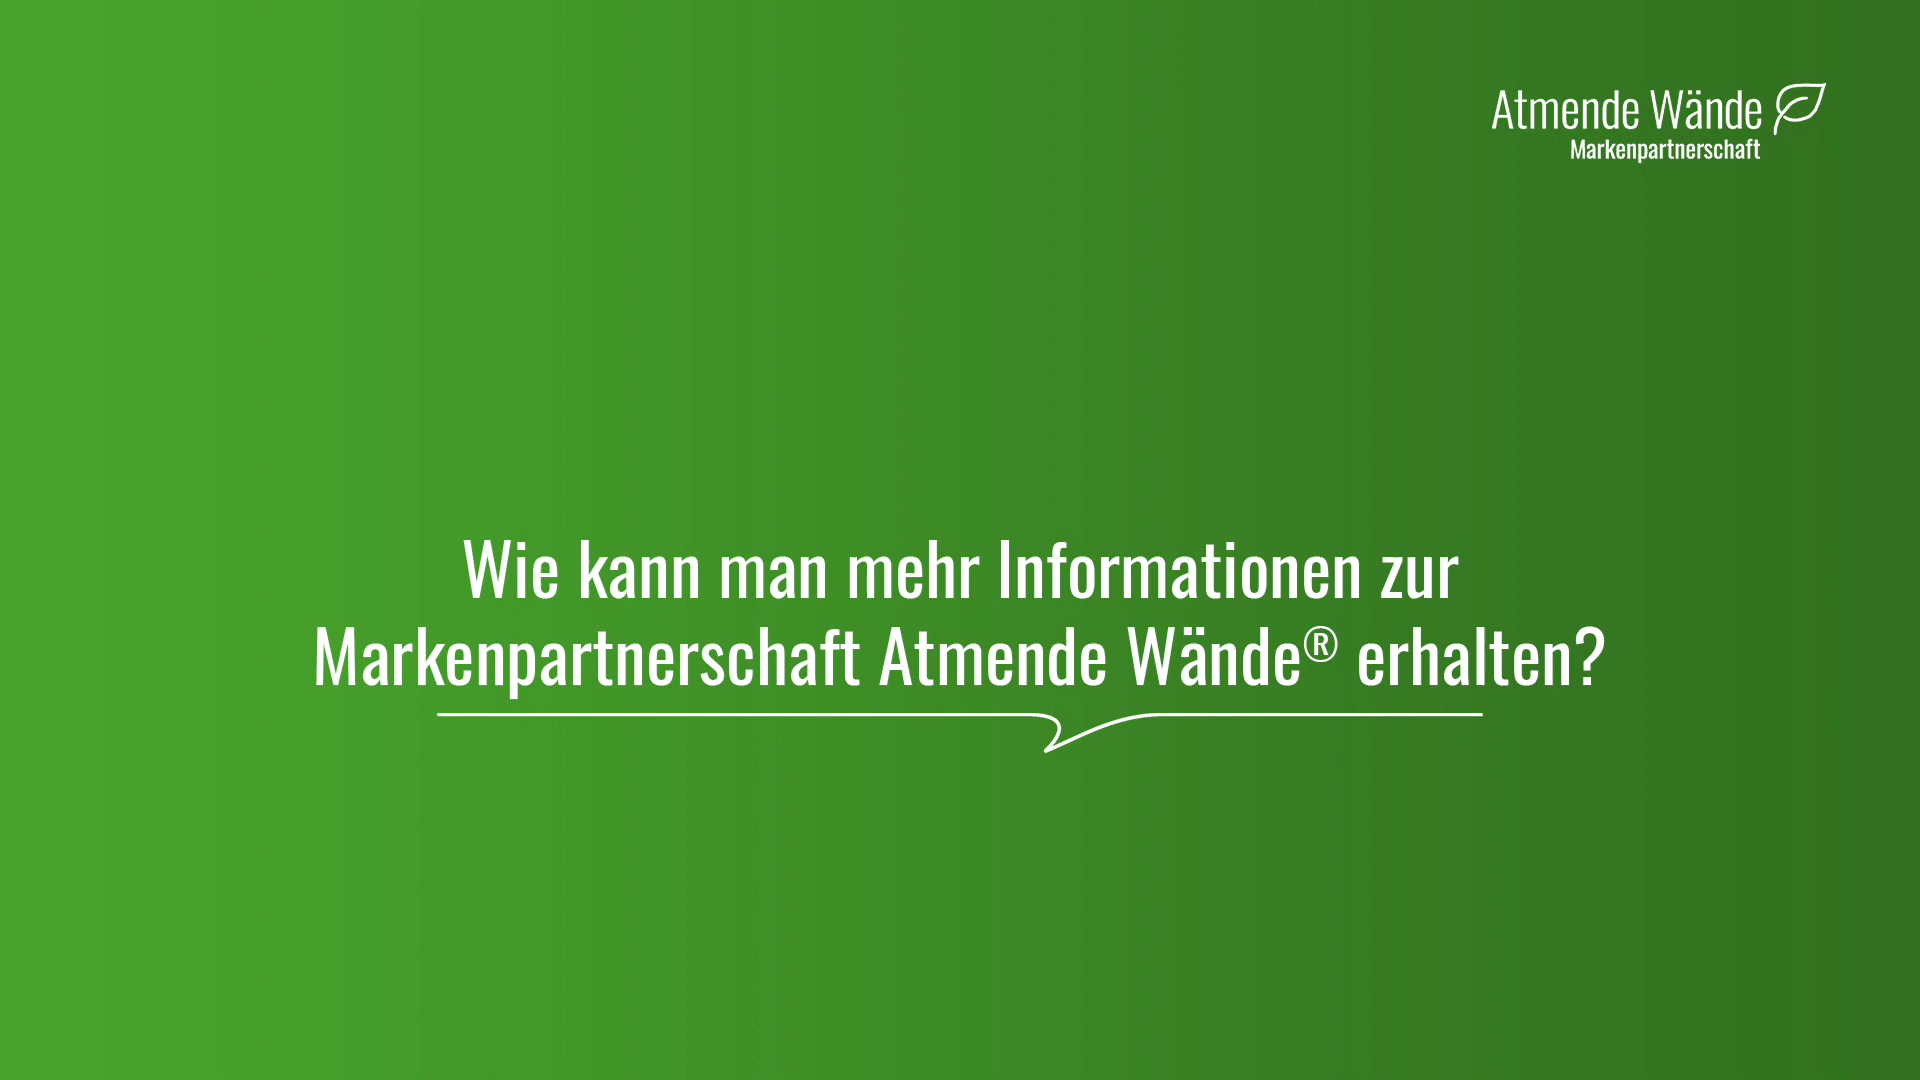 Atmende Wände
Markenpartnerschaft
Wie kann man mehr Informationen zur
Markenpartnerschaft Atmende Wände® erhalten?